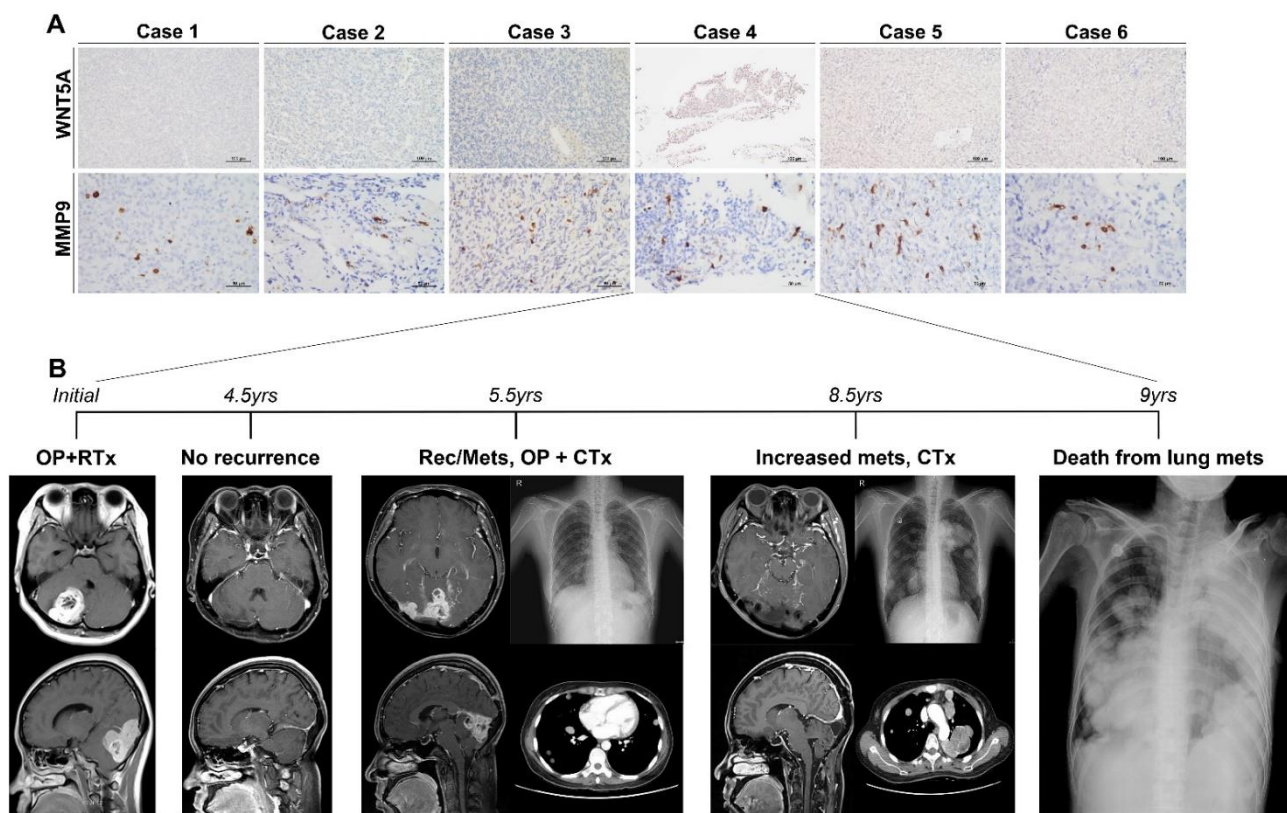 A
Case 1 Case 2 Case 3 Case 4 Case 5 Case 6
WNT5A
MMP9
B
Initial 4.5yrs 5.5yrs 8.5yrs 9yrs
OP+RTx No recurrence Rec/Mets, OP + CTx Increased mets, CTx Death from lung mets
R R